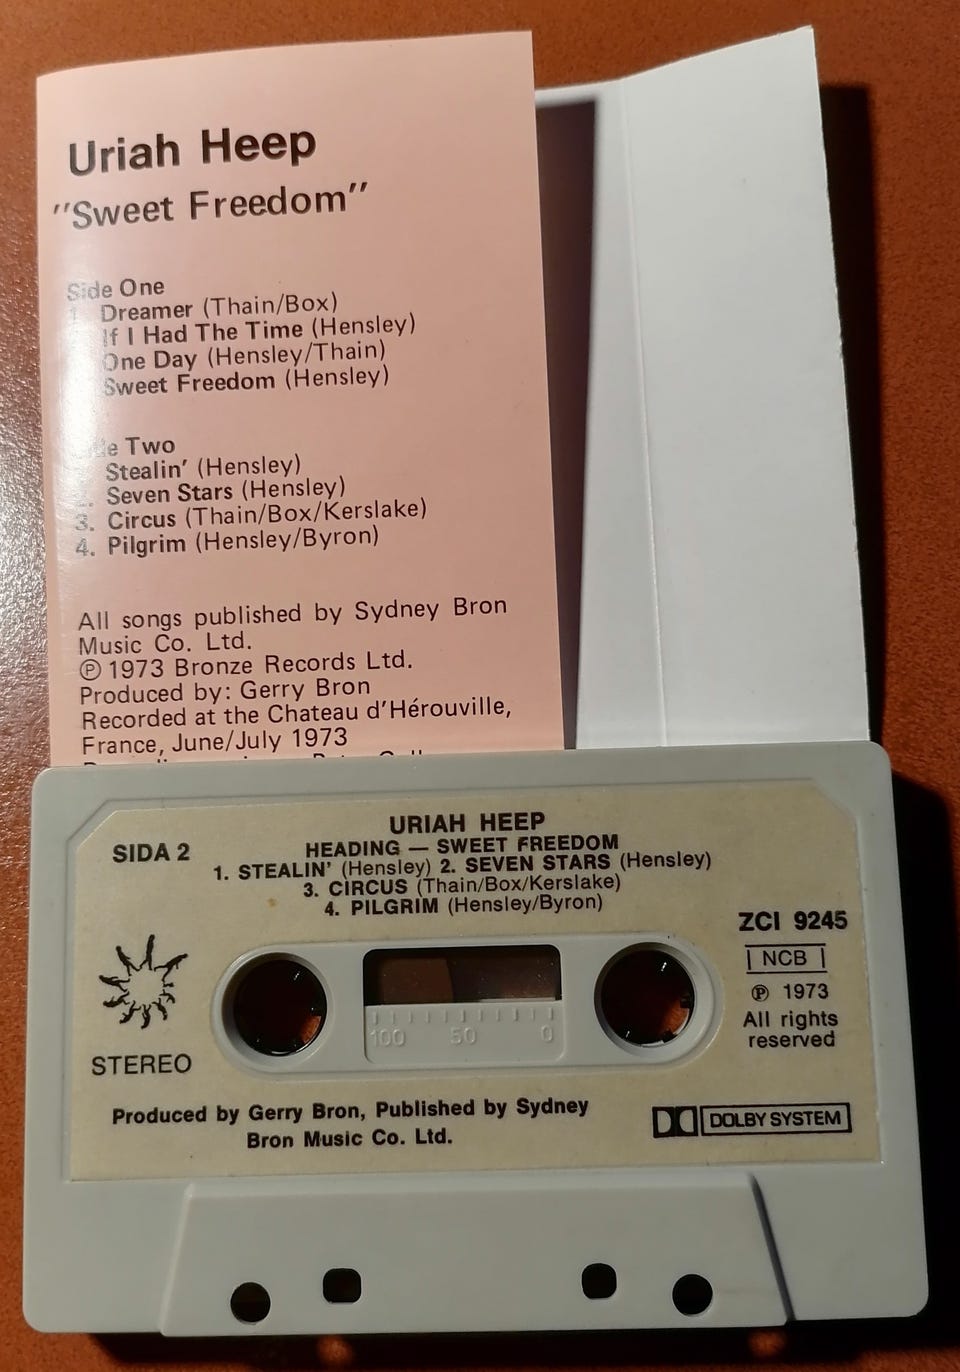 Uriah Heep
"Sweet Freedom"
Side One
1. Dreamer (Thain/Box)
If I Had The Time (Hensley)
One Day (Hensley/Thain)
Sweet Freedom (Hensley)
Side Two
Stealin' (Hensley)
2. Seven Stars (Hensley)
3. Circus (Thain/Box/Kerslake)
4. Pilgrim (Hensley/Byron)
All songs published by Sydney Bron
Music Co. Ltd.
℗ 1973 Bronze Records Ltd.
Produced by: Gerry Bron
Recorded at the Chateau d'Hérouville,
France, June/July 1973
URIAH HEEP
SIDA 2
HEADING — SWEET FREEDOM
1. STEALIN' (Hensley) 2. SEVEN STARS (Hensley)
3. CIRCUS (Thain/Box/Kerslake)
4. PILGRIM (Hensley/Byron)
ZCI 9245
NCB
℗ 1973
All rights
reserved
100 50 0
STEREO
Produced by Gerry Bron, Published by Sydney
Bron Music Co. Ltd.
DOLBY SYSTEM